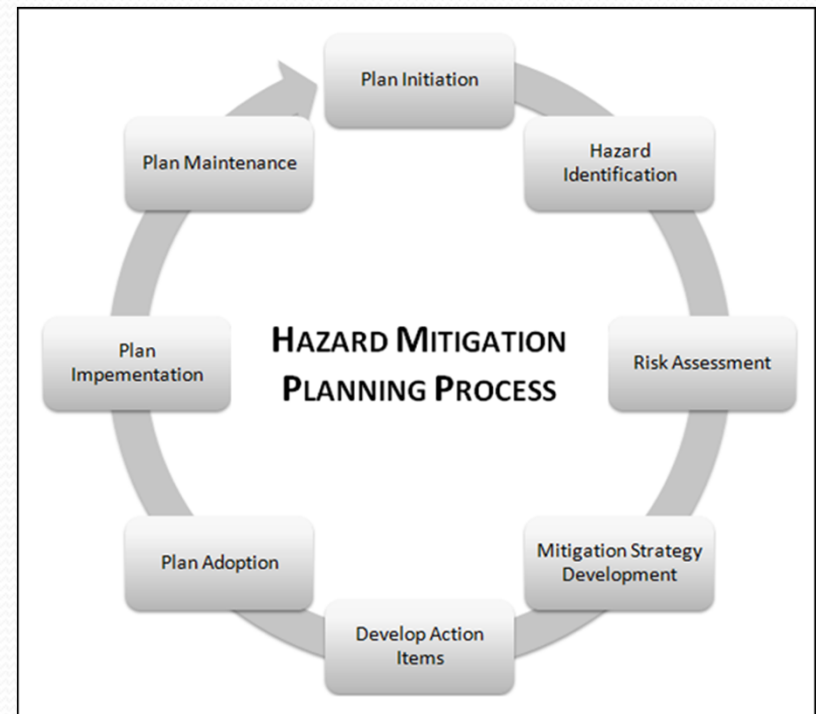 Plan Initiation
Hazard
Identification
Risk Assessment
Mitigation Strategy
Development
Develop Action
Items
Plan Adoption
Plan
Impementation
Plan Maintenance
HAZARD MITIGATION
PLANNING PROCESS